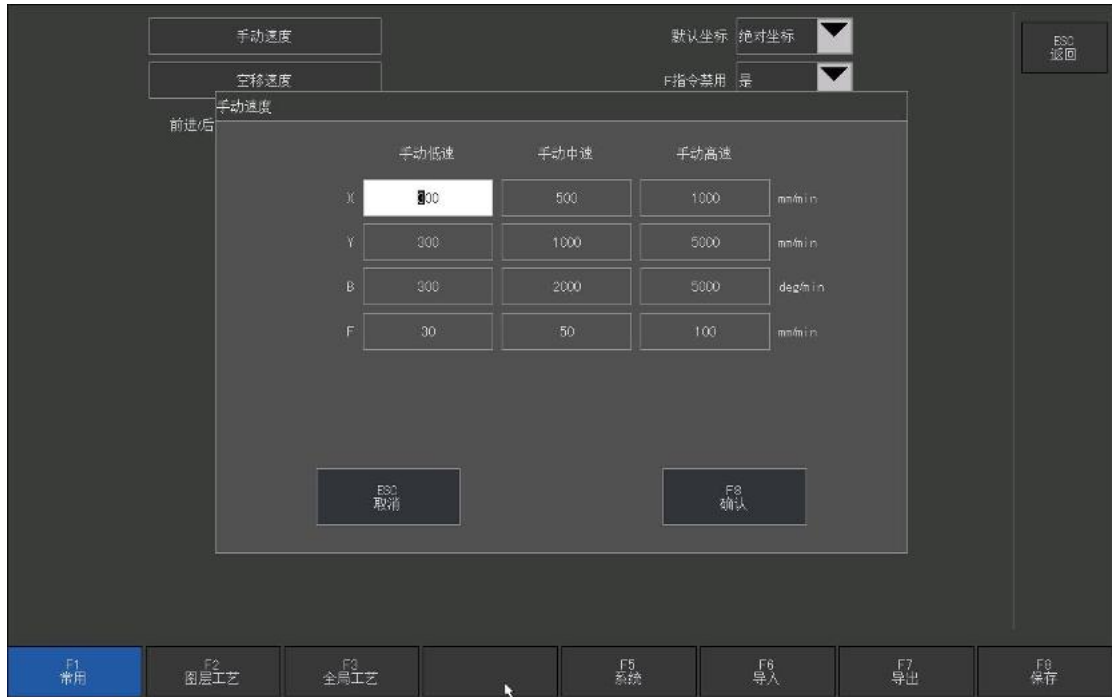 手动速度
默认坐标 绝对坐标
ESC
返回
空移速度
F指令禁用 是
手动速度
前进/后
手动低速 手动中速 手动高速
X 300 500 1000 mm/min
Y 300 1000 5000 mm/min
B 300 2000 5000 deg/min
F 30 50 100 mm/min
ESC
取消
F8
确认
F1
常用
F2
图层工艺
F3
全局工艺
F5
系统
F6
导入
F7
导出
F8
保存